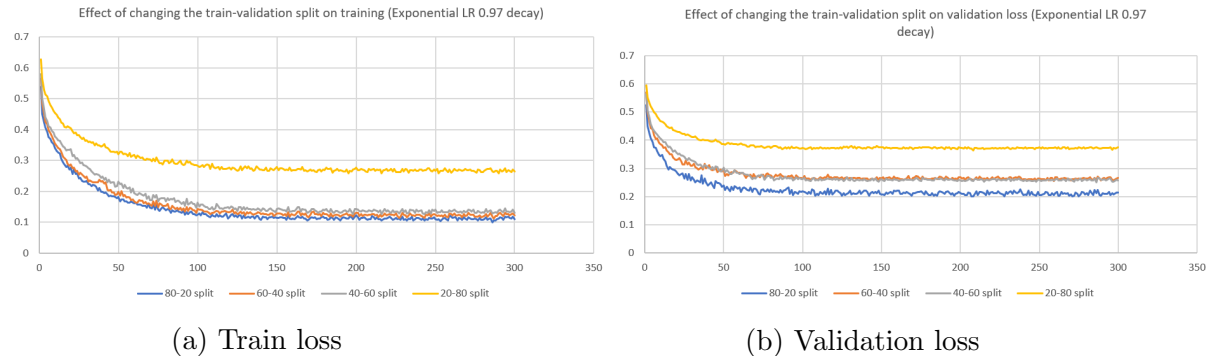 Effect of changing the train-validation split on training (Exponential LR 0.97 decay)
0.7
0.6
0.5
0.4
0.3
0.2
0.1
0
0 50 100 150 200 250 300 350
80-20 split 60-40 split 40-60 split 20-80 split
(a) Train loss
Effect of changing the train-validation split on validation loss (Exponential LR 0.97
decay)
0.7
0.6
0.5
0.4
0.3
0.2
0.1
0
0 50 100 150 200 250 300 350
80-20 split 60-40 split 40-60 split 20-80 split
(b) Validation loss